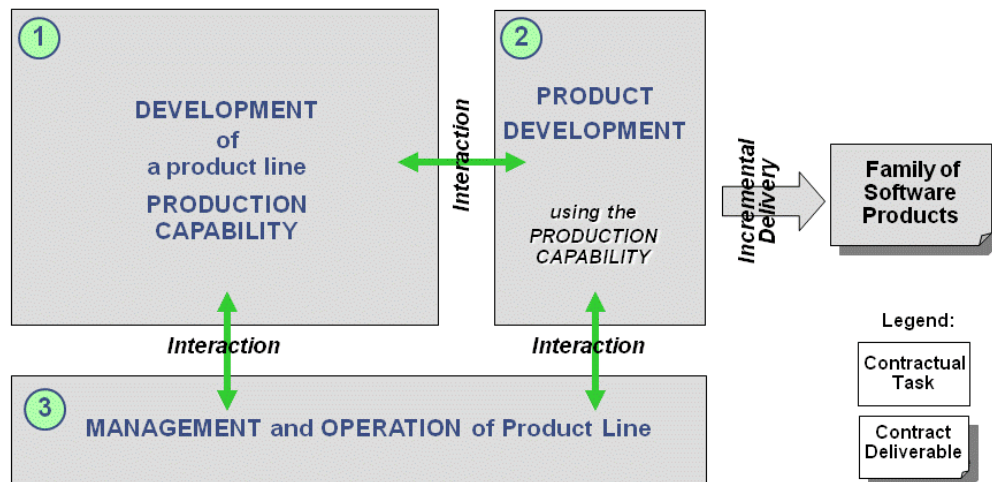 1
DEVELOPMENT
of
a product line
PRODUCTION
CAPABILITY
Interaction
2
PRODUCT
DEVELOPMENT
using the
PRODUCTION
CAPABILITY
Incremental
Delivery
Family of
Software
Products
Interaction
Interaction
3
MANAGEMENT and OPERATION of Product Line
Legend:
Contractual
Task
Contract
Deliverable